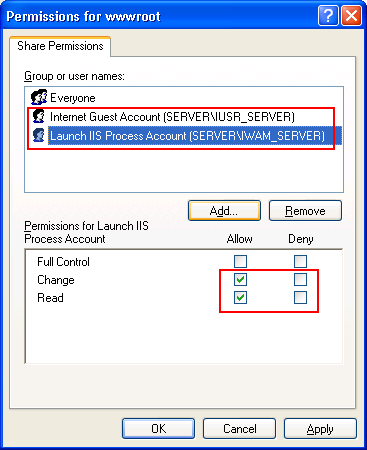 Permissions for wwwroot
Share Permissions
Group or user names:
Everyone
Internet Guest Account (SERVER\IUSR_SERVER)
Launch IIS Process Account (SERVER\IWAM_SERVER)
Add...
Remove
Permissions for Launch IIS
Process Account
Allow
Deny
Full Control
Change
Read
OK
Cancel
Apply